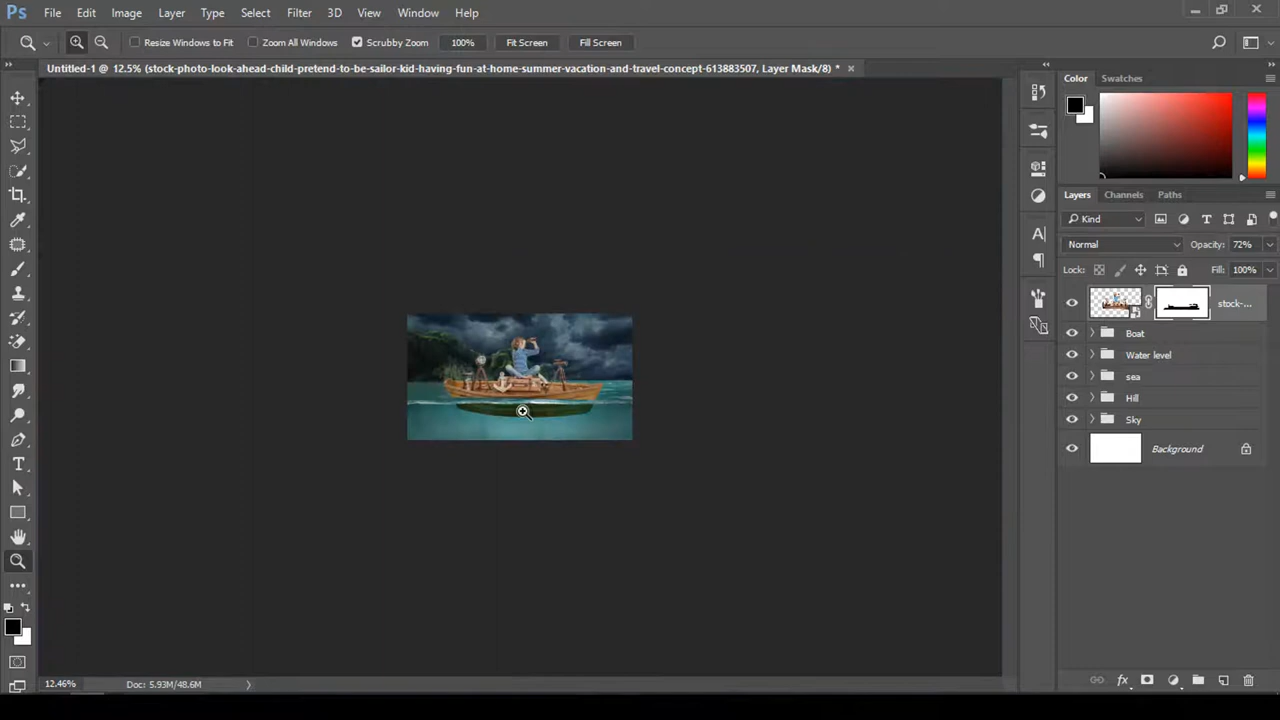 Ps File Edit Image Layer Type Select Filter 3D View Window Help
Resize Windows to Fit Zoom All Windows Scrubby Zoom 100% Fit Screen Fill Screen
Untitled-1 @ 12.5% (stock-photo-look-ahead-child-pretend-to-be-sailor-kid-having-fun-at-home-summer-vacation-and-travel-concept-613883507, Layer Mask/8) *
Color Swatches
Layers Channels Paths
Kind
Normal Opacity: 72%
Lock: Fill: 100%
stock-...
Boat
Water level
sea
Hill
Sky
Background
12.46% Doc: 5.93M/48.6M